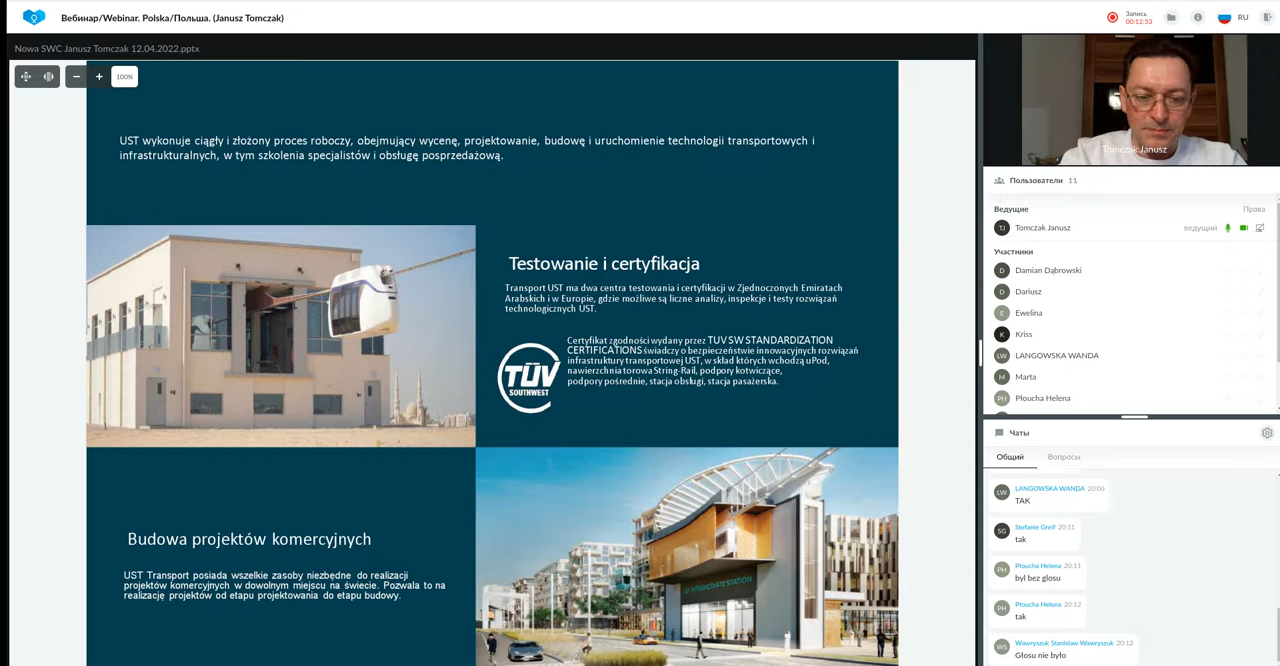 Вебинар/Webinar. Polska/Польша. (Janusz Tomczak)
Запись
00:12:53
RU
Nowa SWC Janusz Tomczak 12.04.2022.pptx
100%
UST wykonuje ciągły i złożony proces roboczy, obejmujący wycenę, projektowanie, budowę i uruchomienie technologii transportowych i
infrastrukturalnych, w tym szkolenia specjalistów i obsługę posprzedażową.
Testowanie i certyfikacja
Transport UST ma dwa centra testowania i certyfikacji w Zjednoczonych Emiratach
Arabskich i w Europie, gdzie możliwe są liczne analizy, inspekcje i testy rozwiązań
technologicznych UST.
TÜV
SOUTHWEST
Certyfikat zgodności wydany przez TUV SW STANDARDIZATION
CERTIFICATIONS świadczy o bezpieczeństwie innowacyjnych rozwiązań
infrastruktury transportowej UST, w skład których wchodzą uPod,
nawierzchnia torowa String-Rail, podpory kotwiczące,
podpory pośrednie, stacja obsługi, stacja pasażerska.
Budowa projektów komercyjnych
UST Transport posiada wszelkie zasoby niezbędne do realizacji
projektów komercyjnych w dowolnym miejscu na świecie. Pozwala to na
realizację projektów od etapu projektowania do etapu budowy.
INTERMEDIATE STATION
Tomczak Janusz
Пользователи 11
Ведущие Права
TJ Tomczak Janusz ведущий
Участники
D Damian Dąbrowski
D Dariusz
E Ewelina
K Kriss
LW LANGOWSKA WANDA
M Marta
PH Płoucha Helena
Чаты
Общий Вопросы
LW LANGOWSKA WANDA 20:06
TAK
SG Stefanie Greif 20:11
tak
PH Płoucha Helena 20:11
byl bez glosu
PH Płoucha Helena 20:12
tak
WS Wawryszuk Stanislaw Wawryszuk 20:12
Głosu nie było